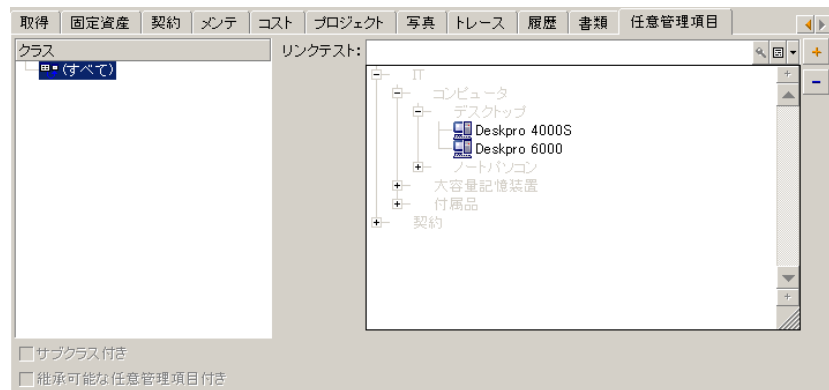 取得 固定資産 契約 メンテ コスト プロジェクト 写真 トレース 履歴 書類 任意管理項目
クラス
(すべて)
リンクテスト:
IT
コンピュータ
デスクトップ
Deskpro 4000S
Deskpro 6000
ノートパソコン
大容量記憶装置
付属品
契約
サブクラス付き
継承可能な任意管理項目付き